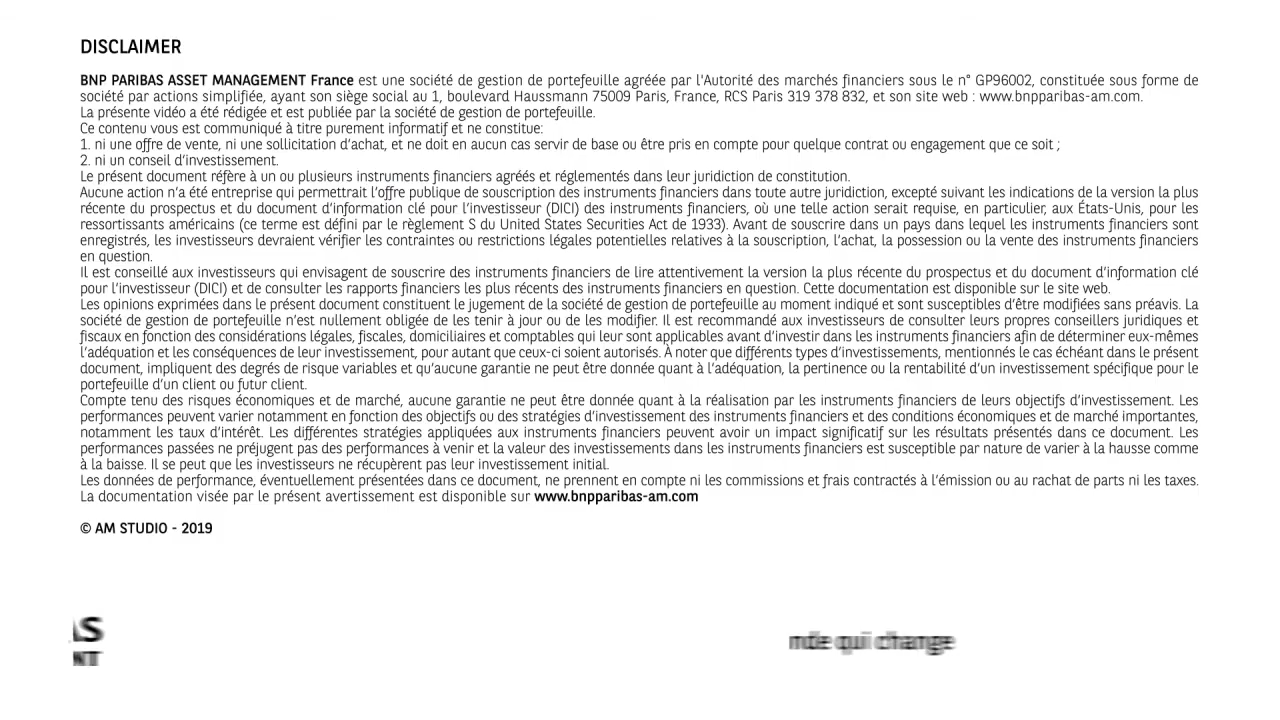 DISCLAIMER
BNP PARIBAS ASSET MANAGEMENT France est une société de gestion de portefeuille agréée par l'Autorité des marchés financiers sous le n° GP96002, constituée sous forme de
société par actions simplifiée, ayant son siège social au 1, boulevard Haussmann 75009 Paris, France, RCS Paris 319 378 832, et son site web : www.bnpparibas-am.com.
La présente vidéo a été rédigée et est publiée par la société de gestion de portefeuille.
Ce contenu vous est communiqué à titre purement informatif et ne constitue:
1. ni une offre de vente, ni une sollicitation d’achat, et ne doit en aucun cas servir de base ou être pris en compte pour quelque contrat ou engagement que ce soit ;
2. ni un conseil d’investissement.
Le présent document réfère à un ou plusieurs instruments financiers agréés et réglementés dans leur juridiction de constitution.
Aucune action n’a été entreprise qui permettrait l’offre publique de souscription des instruments financiers dans toute autre juridiction, excepté suivant les indications de la version la plus
récente du prospectus et du document d’information clé pour l’investisseur (DICI) des instruments financiers, où une telle action serait requise, en particulier, aux États-Unis, pour les
ressortissants américains (ce terme est défini par le règlement S du United States Securities Act de 1933). Avant de souscrire dans un pays dans lequel les instruments financiers sont
enregistrés, les investisseurs devraient vérifier les contraintes ou restrictions légales potentielles relatives à la souscription, l’achat, la possession ou la vente des instruments financiers
en question.
Il est conseillé aux investisseurs qui envisagent de souscrire des instruments financiers de lire attentivement la version la plus récente du prospectus et du document d’information clé
pour l’investisseur (DICI) et de consulter les rapports financiers les plus récents des instruments financiers en question. Cette documentation est disponible sur le site web.
Les opinions exprimées dans le présent document constituent le jugement de la société de gestion de portefeuille au moment indiqué et sont susceptibles d’être modifiées sans préavis. La
société de gestion de portefeuille n’est nullement obligée de les tenir à jour ou de les modifier. Il est recommandé aux investisseurs de consulter leurs propres conseillers juridiques et
fiscaux en fonction des considérations légales, fiscales, domiciliaires et comptables qui leur sont applicables avant d’investir dans les instruments financiers afin de déterminer eux-mêmes
l’adéquation et les conséquences de leur investissement, pour autant que ceux-ci soient autorisés. À noter que différents types d’investissements, mentionnés le cas échéant dans le présent
document, impliquent des degrés de risque variables et qu’aucune garantie ne peut être donnée quant à l’adéquation, la pertinence ou la rentabilité d’un investissement spécifique pour le
portefeuille d’un client ou futur client.
Compte tenu des risques économiques et de marché, aucune garantie ne peut être donnée quant à la réalisation par les instruments financiers de leurs objectifs d’investissement. Les
performances peuvent varier notamment en fonction des objectifs ou des stratégies d’investissement des instruments financiers et des conditions économiques et de marché importantes,
notamment les taux d’intérêt. Les différentes stratégies appliquées aux instruments financiers peuvent avoir un impact significatif sur les résultats présentés dans ce document. Les
performances passées ne préjugent pas des performances à venir et la valeur des investissements dans les instruments financiers est susceptible par nature de varier à la hausse comme
à la baisse. Il se peut que les investisseurs ne récupèrent pas leur investissement initial.
Les données de performance, éventuellement présentées dans ce document, ne prennent en compte ni les commissions et frais contractés à l’émission ou au rachat de parts ni les taxes.
La documentation visée par le présent avertissement est disponible sur www.bnpparibas-am.com
© AM STUDIO - 2019
qui change